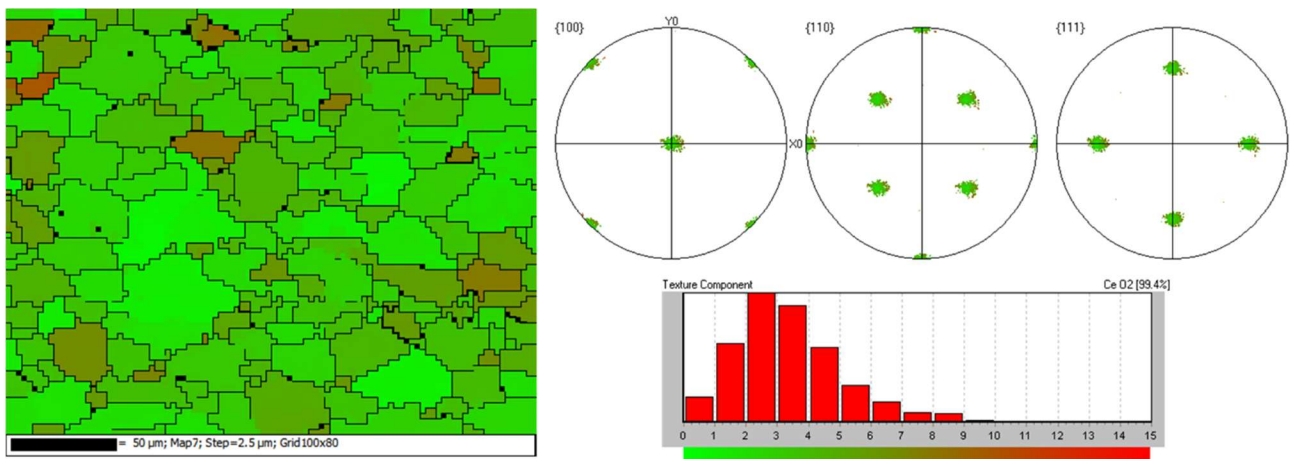 {100}
Y0
{110}
{111}
X0
Texture Component
Ce O2 [99.4%]
0 1 2 3 4 5 6 7 8 9 10 11 12 13 14 15
= 50 µm; Map7; Step=2.5 µm; Grid100x80